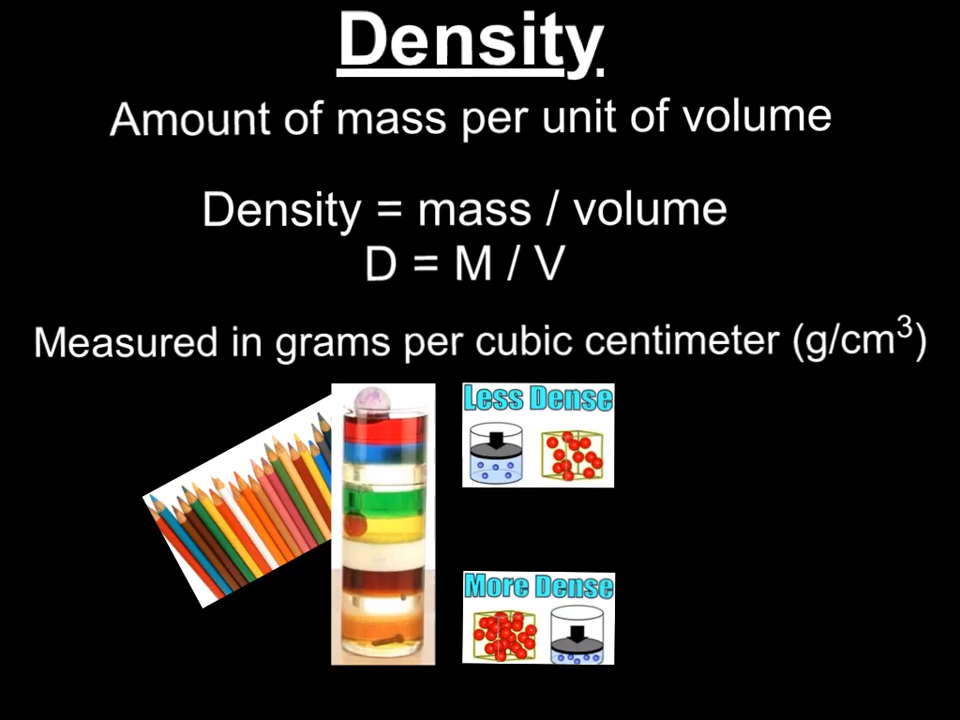 Density
Amount of mass per unit of volume
Density = mass / volume
D = M / V
Measured in grams per cubic centimeter (g/cm³)
Less Dense
More Dense